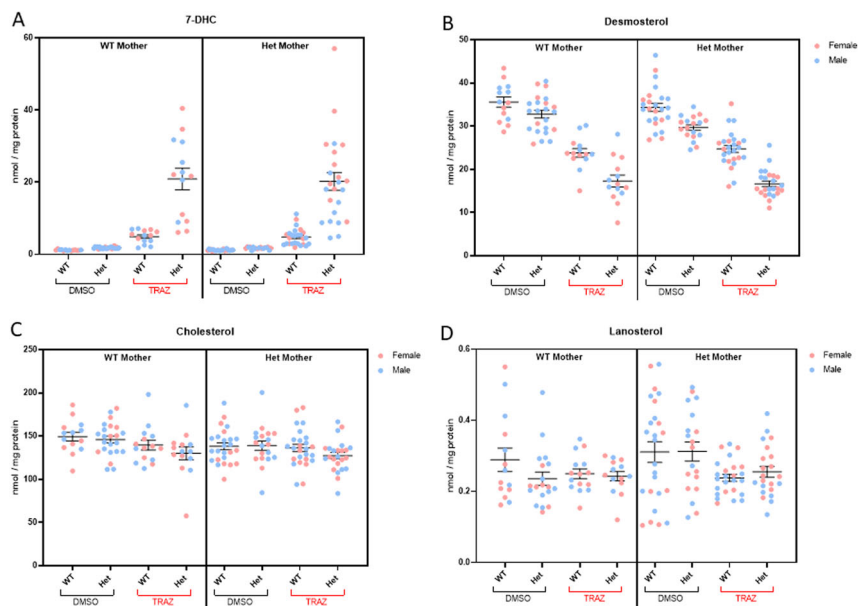 A
7-DHC
WT Mother
Het Mother
nmol / mg protein
60
40
20
0
WT
Het
WT
Het
WT
Het
WT
Het
DMSO
TRAZ
DMSO
TRAZ
B
Desmosterol
WT Mother
Het Mother
Female
Male
nmol / mg protein
50
40
30
20
10
0
WT
Het
WT
Het
WT
Het
WT
Het
DMSO
TRAZ
DMSO
TRAZ
C
Cholesterol
WT Mother
Het Mother
Female
Male
nmol / mg protein
250
200
150
100
50
0
WT
Het
WT
Het
WT
Het
WT
Het
DMSO
TRAZ
DMSO
TRAZ
D
Lanosterol
WT Mother
Het Mother
Female
Male
nmol / mg protein
0.6
0.4
0.2
0.0
WT
Het
WT
Het
WT
Het
WT
Het
DMSO
TRAZ
DMSO
TRAZ